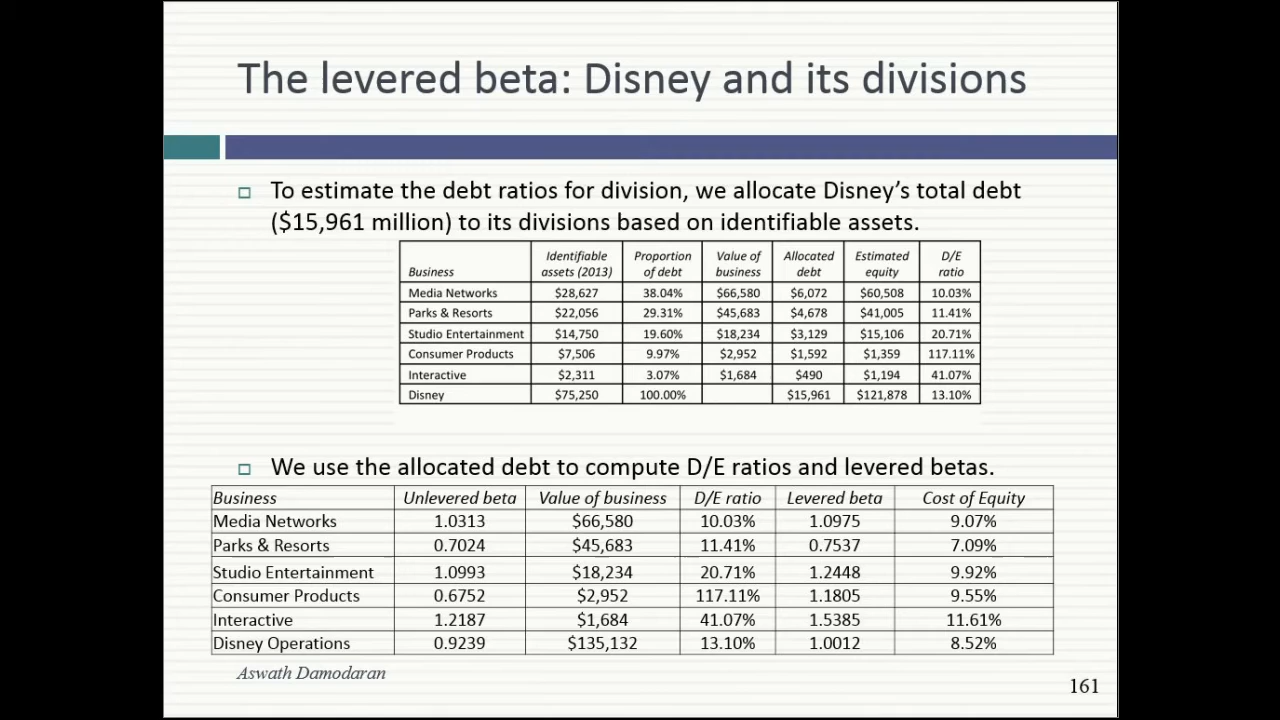 The levered beta: Disney and its divisions
To estimate the debt ratios for division, we allocate Disney's total debt
($15,961 million) to its divisions based on identifiable assets.
Business Identifiable assets (2013) Proportion of debt Value of business Allocated debt Estimated equity D/E ratio
Media Networks $28,627 38.04% $66,580 $6,072 $60,508 10.03%
Parks & Resorts $22,056 29.31% $45,683 $4,678 $41,005 11.41%
Studio Entertainment $14,750 19.60% $18,234 $3,129 $15,106 20.71%
Consumer Products $7,506 9.97% $2,952 $1,592 $1,359 117.11%
Interactive $2,311 3.07% $1,684 $490 $1,194 41.07%
Disney $75,250 100.00% $15,961 $121,878 13.10%
We use the allocated debt to compute D/E ratios and levered betas.
Business Unlevered beta Value of business D/E ratio Levered beta Cost of Equity
Media Networks 1.0313 $66,580 10.03% 1.0975 9.07%
Parks & Resorts 0.7024 $45,683 11.41% 0.7537 7.09%
Studio Entertainment 1.0993 $18,234 20.71% 1.2448 9.92%
Consumer Products 0.6752 $2,952 117.11% 1.1805 9.55%
Interactive 1.2187 $1,684 41.07% 1.5385 11.61%
Disney Operations 0.9239 $135,132 13.10% 1.0012 8.52%
Aswath Damodaran
161